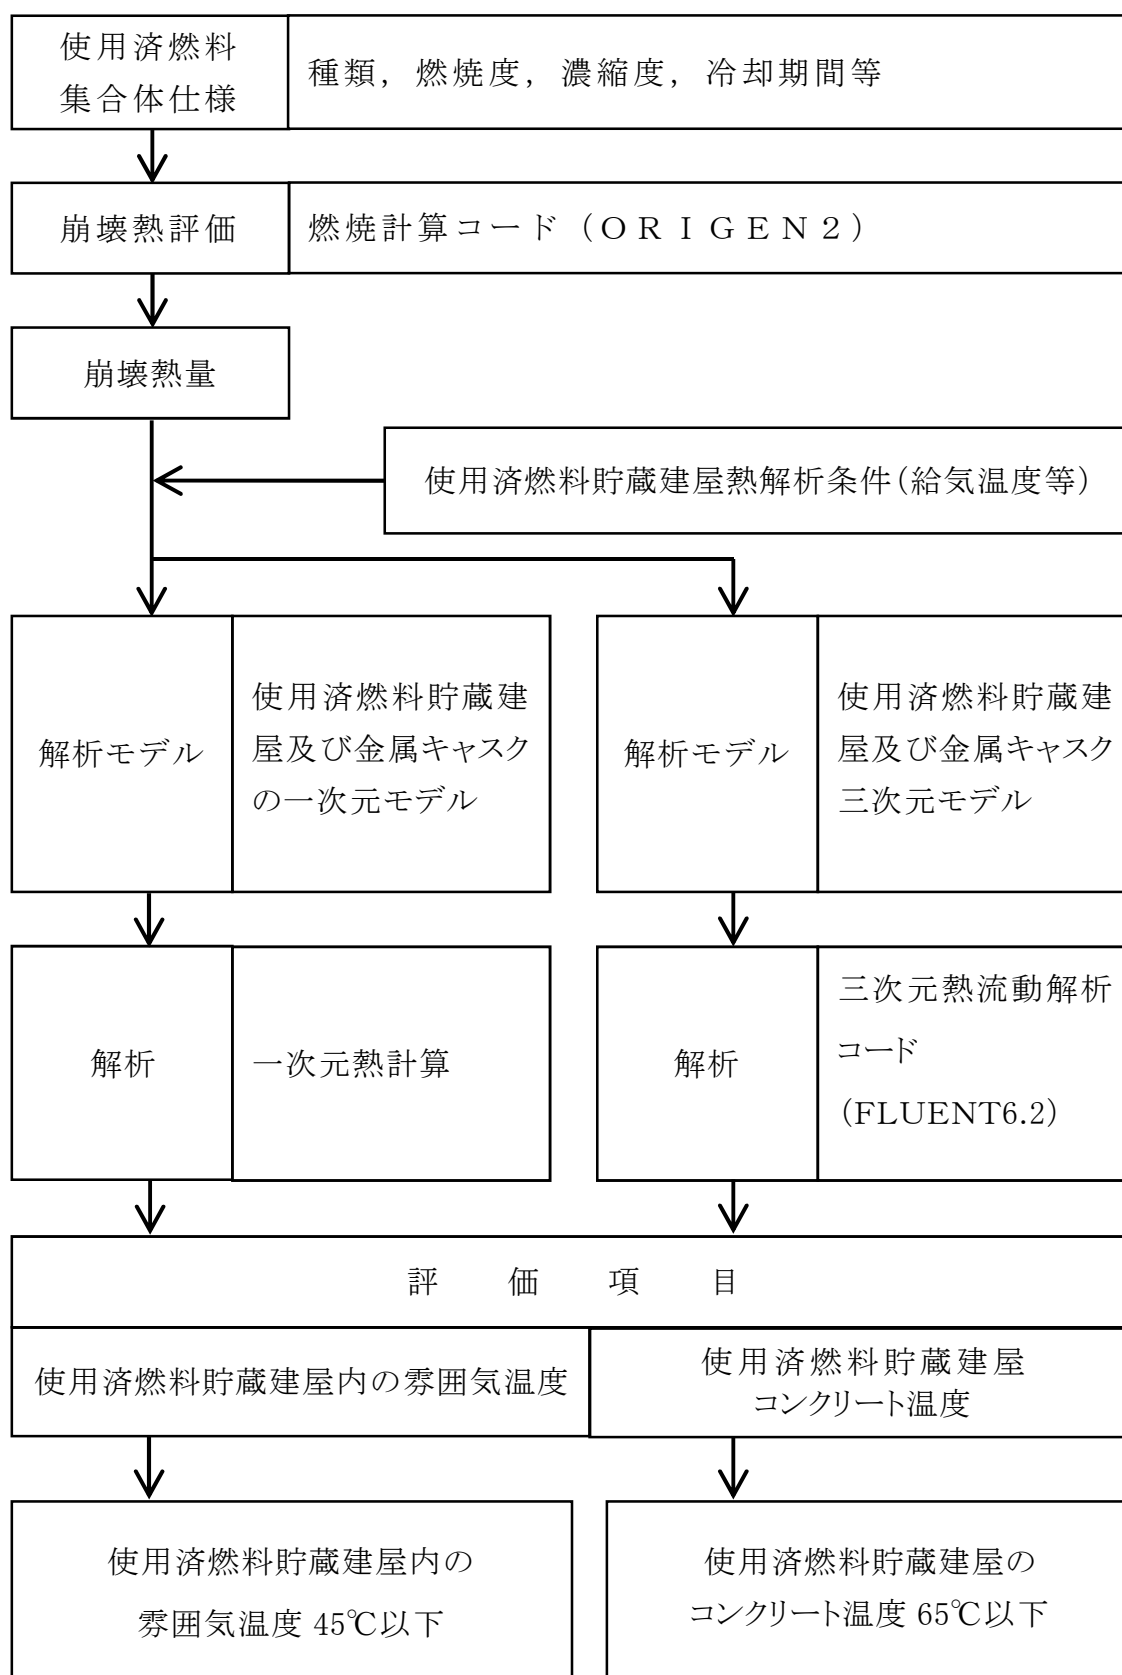 使用済燃料
集合体仕様
種類，燃焼度，濃縮度，冷却期間等
崩壊熱評価
燃焼計算コード（ＯＲＩＧＥＮ２）
崩壊熱量
使用済燃料貯蔵建屋熱解析条件(給気温度等)
解析モデル
使用済燃料貯蔵建
屋及び金属キャスク
の一次元モデル
解析モデル
使用済燃料貯蔵建
屋及び金属キャスク
三次元モデル
解析
一次元熱計算
解析
三次元熱流動解析
コード
(FLUENT6.2)
評　価　項　目
使用済燃料貯蔵建屋内の雰囲気温度
使用済燃料貯蔵建屋
コンクリート温度
使用済燃料貯蔵建屋内の
雰囲気温度 45℃以下
使用済燃料貯蔵建屋の
コンクリート温度 65℃以下